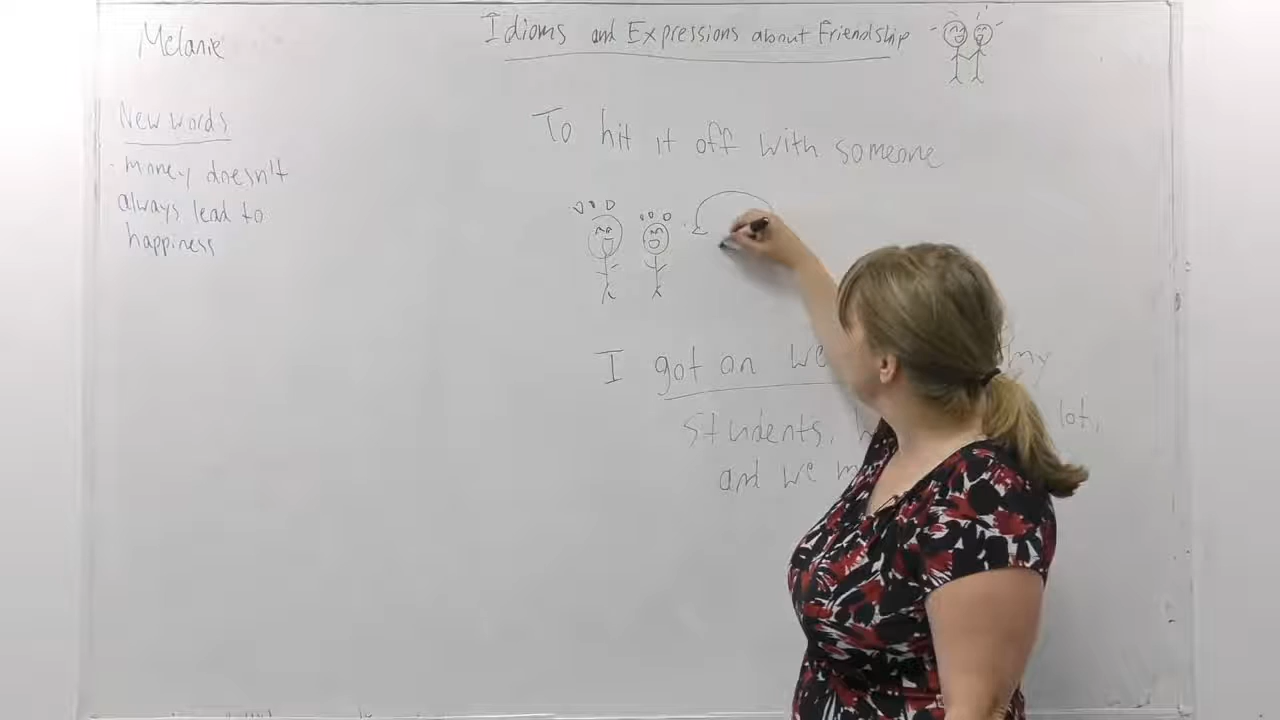 Melanie
Idioms and Expressions about Friendship
New words
• money doesn't
always lead to
happiness
To hit it off with someone
I got on we my
students, lot,
and we